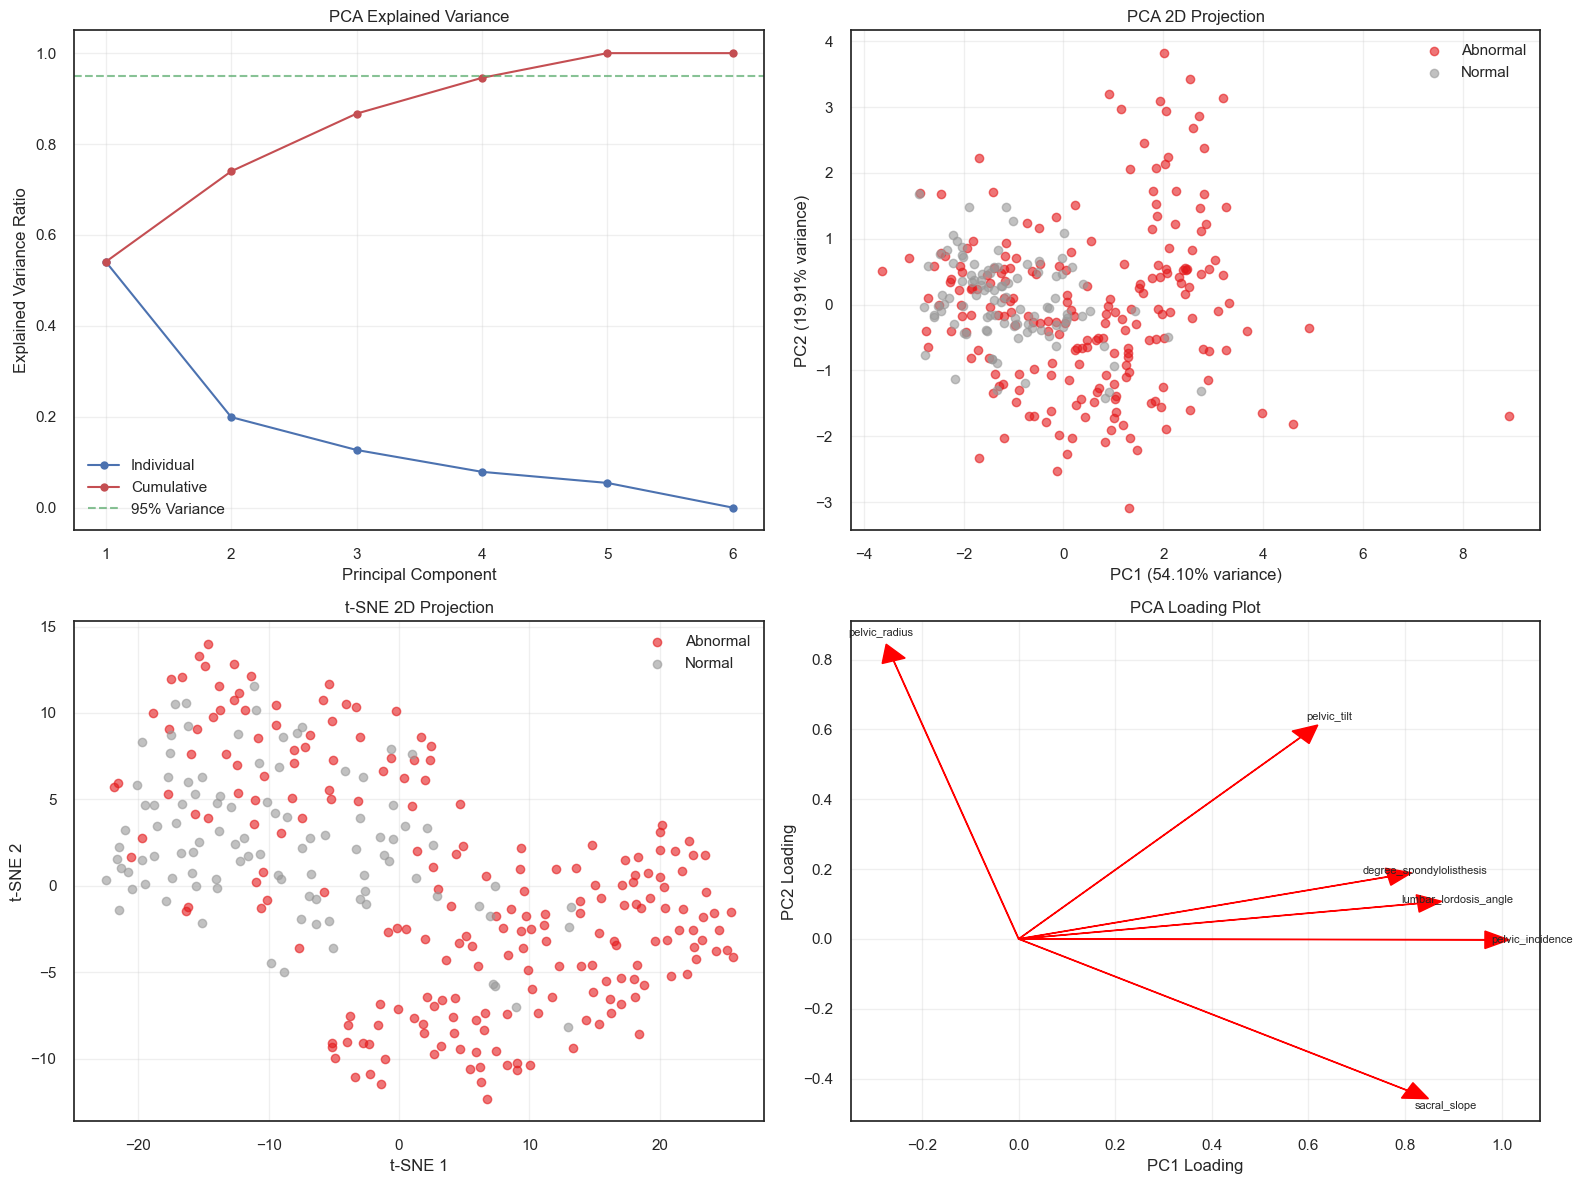 PCA Explained Variance
1.0
0.8
0.6
0.4
0.2
0.0
Explained Variance Ratio
Individual
Cumulative
95% Variance
1 2 3 4 5 6
Principal Component
PCA 2D Projection
Abnormal
Normal
4
3
2
1
0
−1
−2
−3
PC2 (19.91% variance)
−4 −2 0 2 4 6 8
PC1 (54.10% variance)
t-SNE 2D Projection
Abnormal
Normal
15
10
5
0
−5
−10
t-SNE 2
−20 −10 0 10 20
t-SNE 1
PCA Loading Plot
pelvic_radius
pelvic_tilt
degree_spondylolisthesis
lumbar_lordosis_angle
pelvic_incidence
sacral_slope
0.8
0.6
0.4
0.2
0.0
−0.2
−0.4
PC2 Loading
−0.2 0.0 0.2 0.4 0.6 0.8 1.0
PC1 Loading